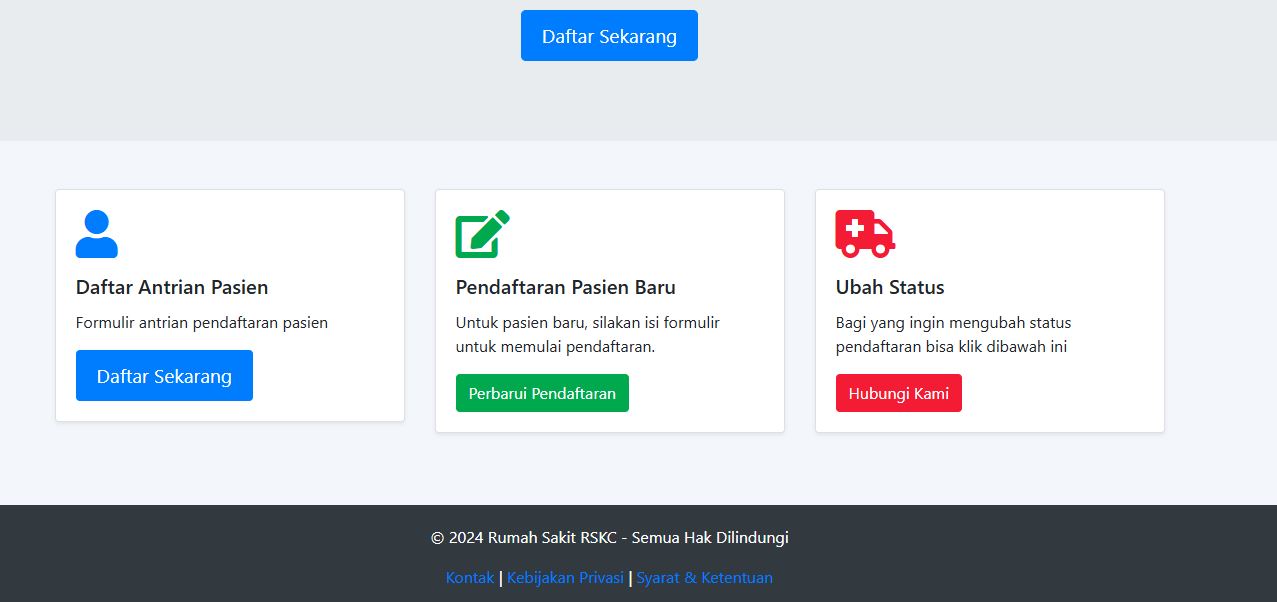 Daftar Sekarang
Daftar Antrian Pasien
Formulir antrian pendaftaran pasien
Daftar Sekarang
Pendaftaran Pasien Baru
Untuk pasien baru, silakan isi formulir
untuk memulai pendaftaran.
Perbarui Pendaftaran
Ubah Status
Bagi yang ingin mengubah status
pendaftaran bisa klik dibawah ini
Hubungi Kami
© 2024 Rumah Sakit RSKC - Semua Hak Dilindungi
Kontak | Kebijakan Privasi | Syarat & Ketentuan